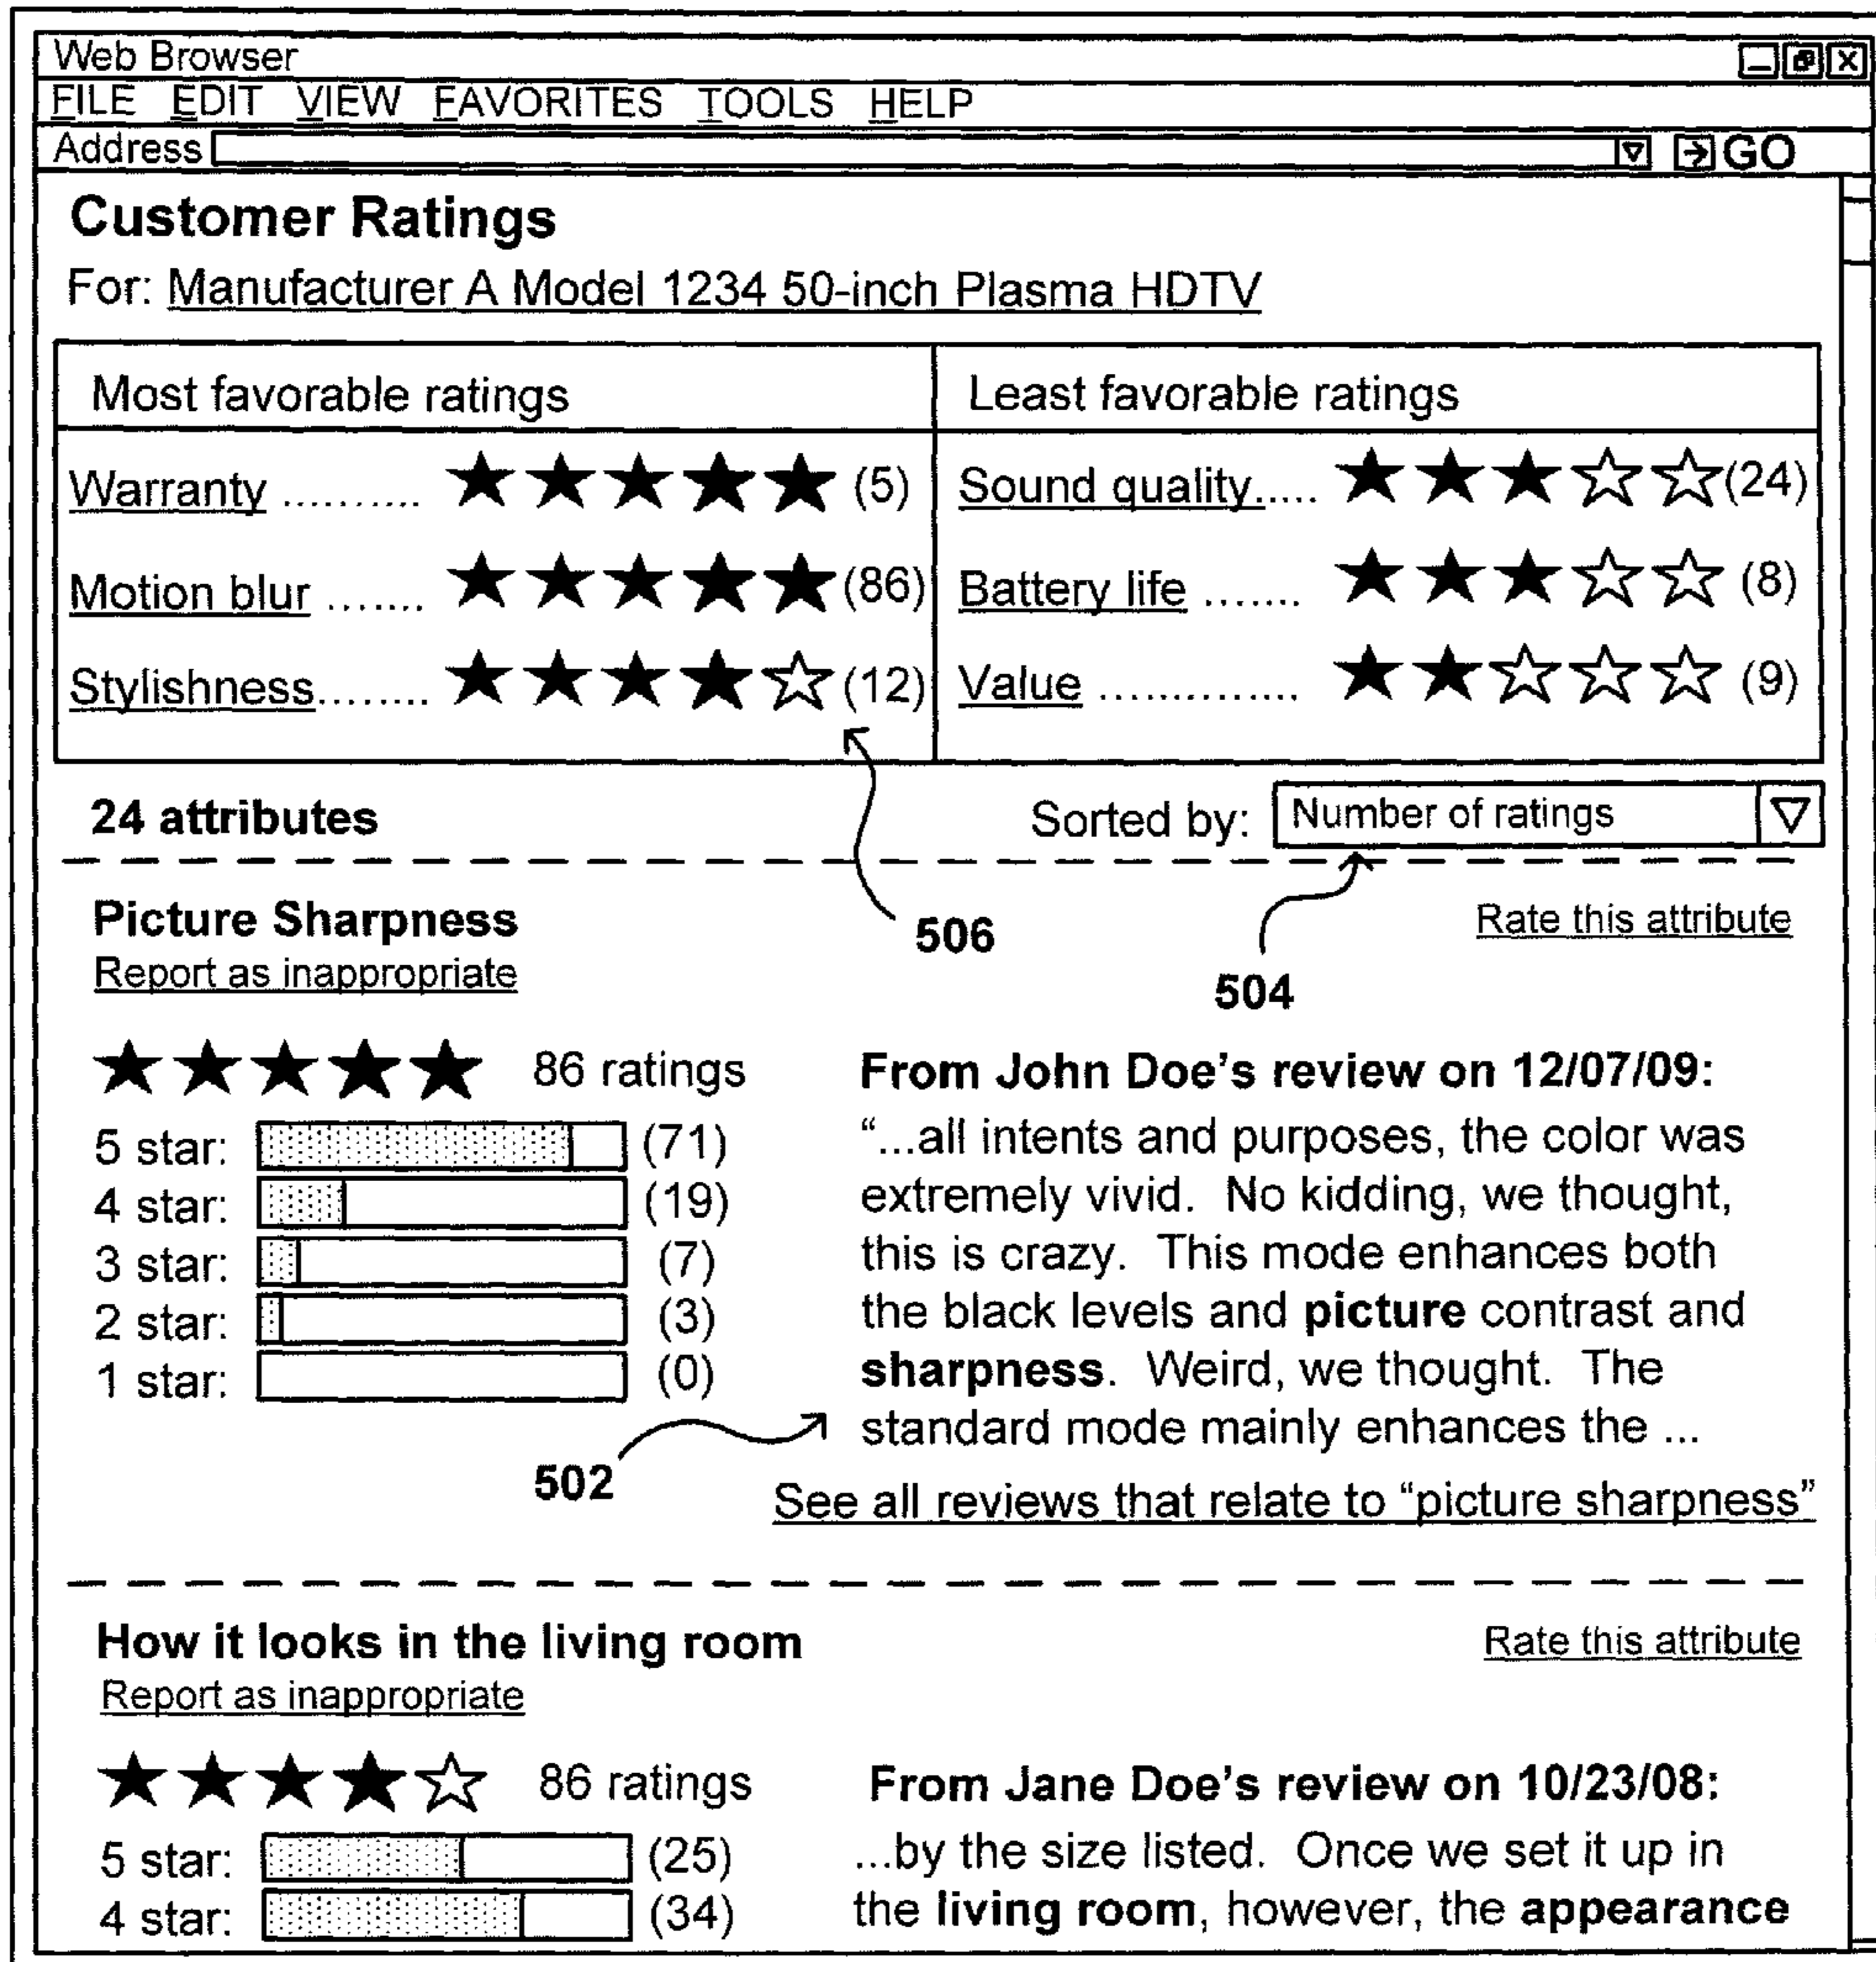 Web Browser
FILE EDIT VIEW FAVORITES TOOLS HELP
Address GO
Customer Ratings
For: Manufacturer A Model 1234 50-inch Plasma HDTV
Most favorable ratings
Warranty .......... (5)
Motion blur ....... (86)
Stylishness........ (12)
Least favorable ratings
Sound quality..... (24)
Battery life ....... (8)
Value .............. (9)
24 attributes
Sorted by: Number of ratings
506
504
Picture Sharpness
Rate this attribute
Report as inappropriate
86 ratings
5 star: (71)
4 star: (19)
3 star: (7)
2 star: (3)
1 star: (0)
From John Doe's review on 12/07/09:
“...all intents and purposes, the color was
extremely vivid. No kidding, we thought,
this is crazy. This mode enhances both
the black levels and picture contrast and
sharpness. Weird, we thought. The
standard mode mainly enhances the ...
502
See all reviews that relate to “picture sharpness”
How it looks in the living room
Rate this attribute
Report as inappropriate
86 ratings
5 star: (25)
4 star: (34)
From Jane Doe's review on 10/23/08:
...by the size listed. Once we set it up in
the living room, however, the appearance